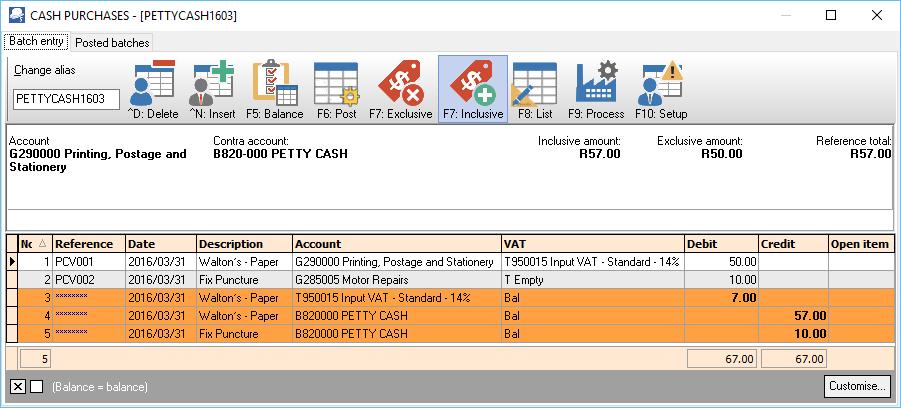 CASH PURCHASES - [PETTYCASH1603]
Batch entry Posted batches
Change alias
PETTYCASH1603
^D: Delete ^N: Insert F5: Balance F6: Post F7: Exclusive F7: Inclusive F8: List F9: Process F10: Setup
Account Contra account: Inclusive amount: Exclusive amount: Reference total:
G290000 Printing, Postage and B820-000 PETTY CASH R57.00 R50.00 R57.00
Stationery
Nc Reference Date Description Account VAT Debit Credit Open item
1 PCV001 2016/03/31 Walton's - Paper G290000 Printing, Postage and Stationery T950015 Input VAT - Standard - 14% 50.00
2 PCV002 2016/03/31 Fix Puncture G285005 Motor Repairs T Empty 10.00
3 ******** 2016/03/31 Walton's - Paper T950015 Input VAT - Standard - 14% Bal 7.00
4 ******** 2016/03/31 Walton's - Paper B820000 PETTY CASH Bal 57.00
5 ******** 2016/03/31 Fix Puncture B820000 PETTY CASH Bal 10.00
5 67.00 67.00
(Balance = balance) Customise...